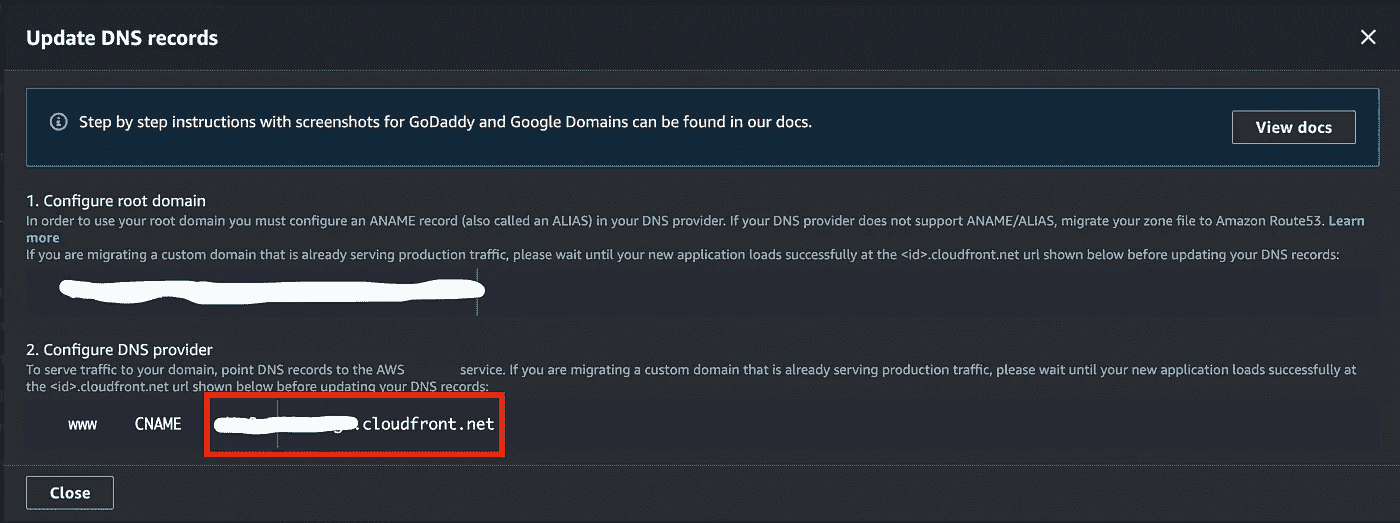 Update DNS records
Step by step instructions with screenshots for GoDaddy and Google Domains can be found in our docs.
View docs
1. Configure root domain
In order to use your root domain you must configure an ANAME record (also called an ALIAS) in your DNS provider. If your DNS provider does not support ANAME/ALIAS, migrate your zone file to Amazon Route53. Learn
more
If you are migrating a custom domain that is already serving production traffic, please wait until your new application loads successfully at the <id>.cloudfront.net url shown below before updating your DNS records:
2. Configure DNS provider
To serve traffic to your domain, point DNS records to the AWS service. If you are migrating a custom domain that is already serving production traffic, please wait until your new application loads successfully at
the <id>.cloudfront.net url shown below before updating your DNS records:
www CNAME .cloudfront.net
Close